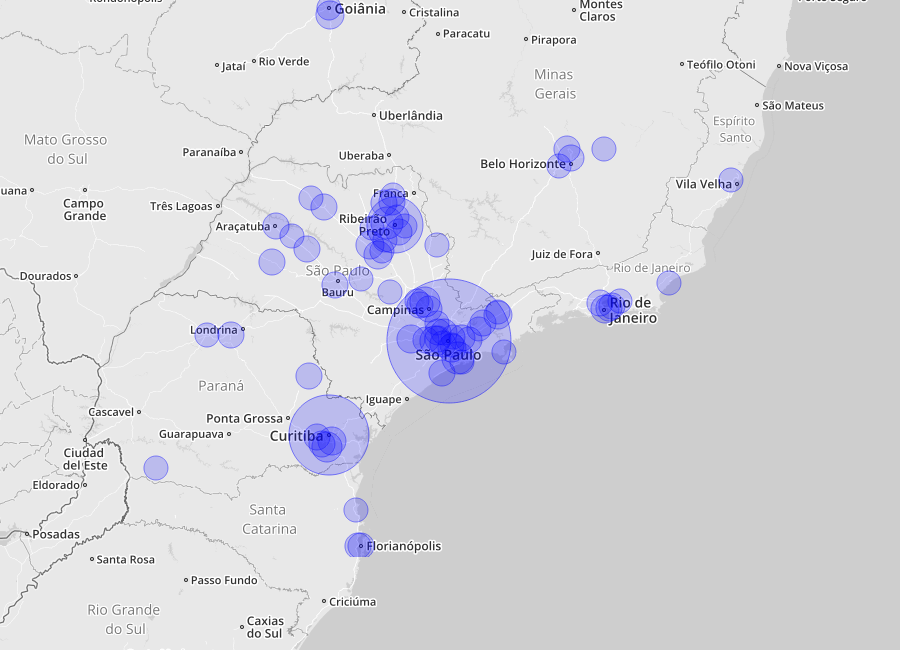 Goiânia
Cristalina
Montes
Claros
Paracatu
Pirapora
Jataí
Rio Verde
Teófilo Otoni
Nova Viçosa
Minas
Gerais
Uberlândia
São Mateus
Espírito
Santo
Mato Grosso
do Sul
Paranaíba
Uberaba
Belo Horizonte
Vila Velha
uana
Campo
Grande
Franca
Três Lagoas
Araçatuba
Ribeirão
Preto
Juiz de Fora
Rio de Janeiro
Dourados
São Paulo
Bauru
Campinas
Rio de
Janeiro
Londrina
São Paulo
Paraná
Iguape
Cascavel
Ponta Grossa
Guarapuava
Curitiba
Ciudad
del Este
Eldorado
Santa
Catarina
Posadas
Florianópolis
Santa Rosa
Passo Fundo
Criciúma
Rio Grande
do Sul
Caxias
do Sul